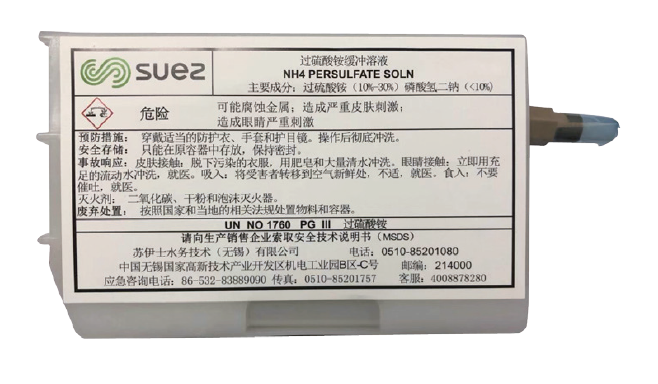 suez
过硫酸铵缓冲溶液
NH4 PERSULFATE SOLN
主要成分：过硫酸铵（10%-30%）磷酸氢二钠（<10%）
危险
可能腐蚀金属；造成严重皮肤刺激；
造成眼睛严重刺激
预防措施：穿戴适当的防护衣、手套和护目镜。操作后彻底冲洗。
安全存储：只能在原容器中存放，保持密封。
事故响应：皮肤接触：脱下污染的衣服，用肥皂和大量清水冲洗。眼睛接触：立即用充
足的流动水冲洗，就医。吸入：将受害者转移到空气新鲜处，不适，就医。食入：不要
催吐，就医。
灭火剂：二氧化碳、干粉和泡沫灭火器。
废弃处置：按照国家和当地的相关法规处置物料和容器。
UN NO 1760 PG III 过硫酸铵
请向生产销售企业索取安全技术说明书（MSDS）
苏伊士水务技术（无锡）有限公司 电话：0510-85201080
中国无锡国家高新技术产业开发区机电工业园B区-C号 邮编：214000
应急咨询电话：86-532-83889090 传真：0510-85201757 客服：4008878280